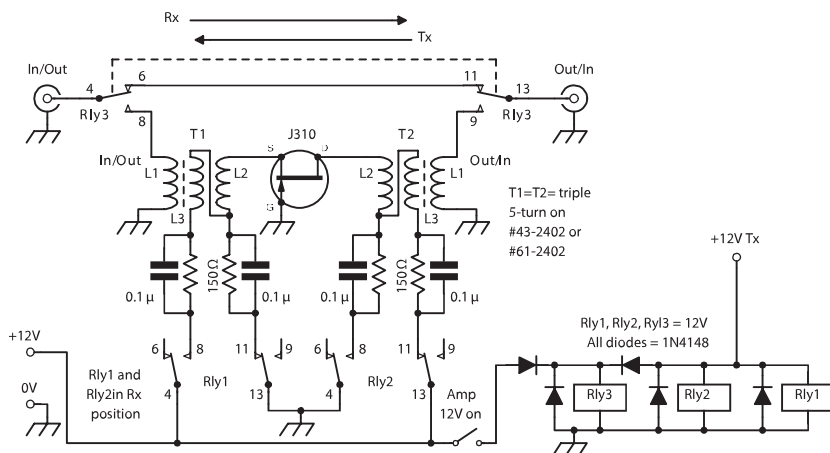 Rx
Tx
In/Out
Out/In
4
6
11
13
Rly3
8
9
Rly3
T1
J310
T2
In/Out
S
D
Out/In
L1
L2
L2
L1
G
L3
L3
T1=T2= triple
5-turn on
#43-2402 or
#61-2402
+12V Tx
150Ω
150Ω
0.1 µ
0.1 µ
0.1 µ
0.1 µ
+12V
6
8
11
9
6
8
11
9
Rly1, Rly2, Ryl3 = 12V
All diodes = 1N4148
Rly1 and
Rly2in Rx
position
Rly1
Rly2
4
13
4
13
0V
Amp
12V on
Rly3
Rly2
Rly1